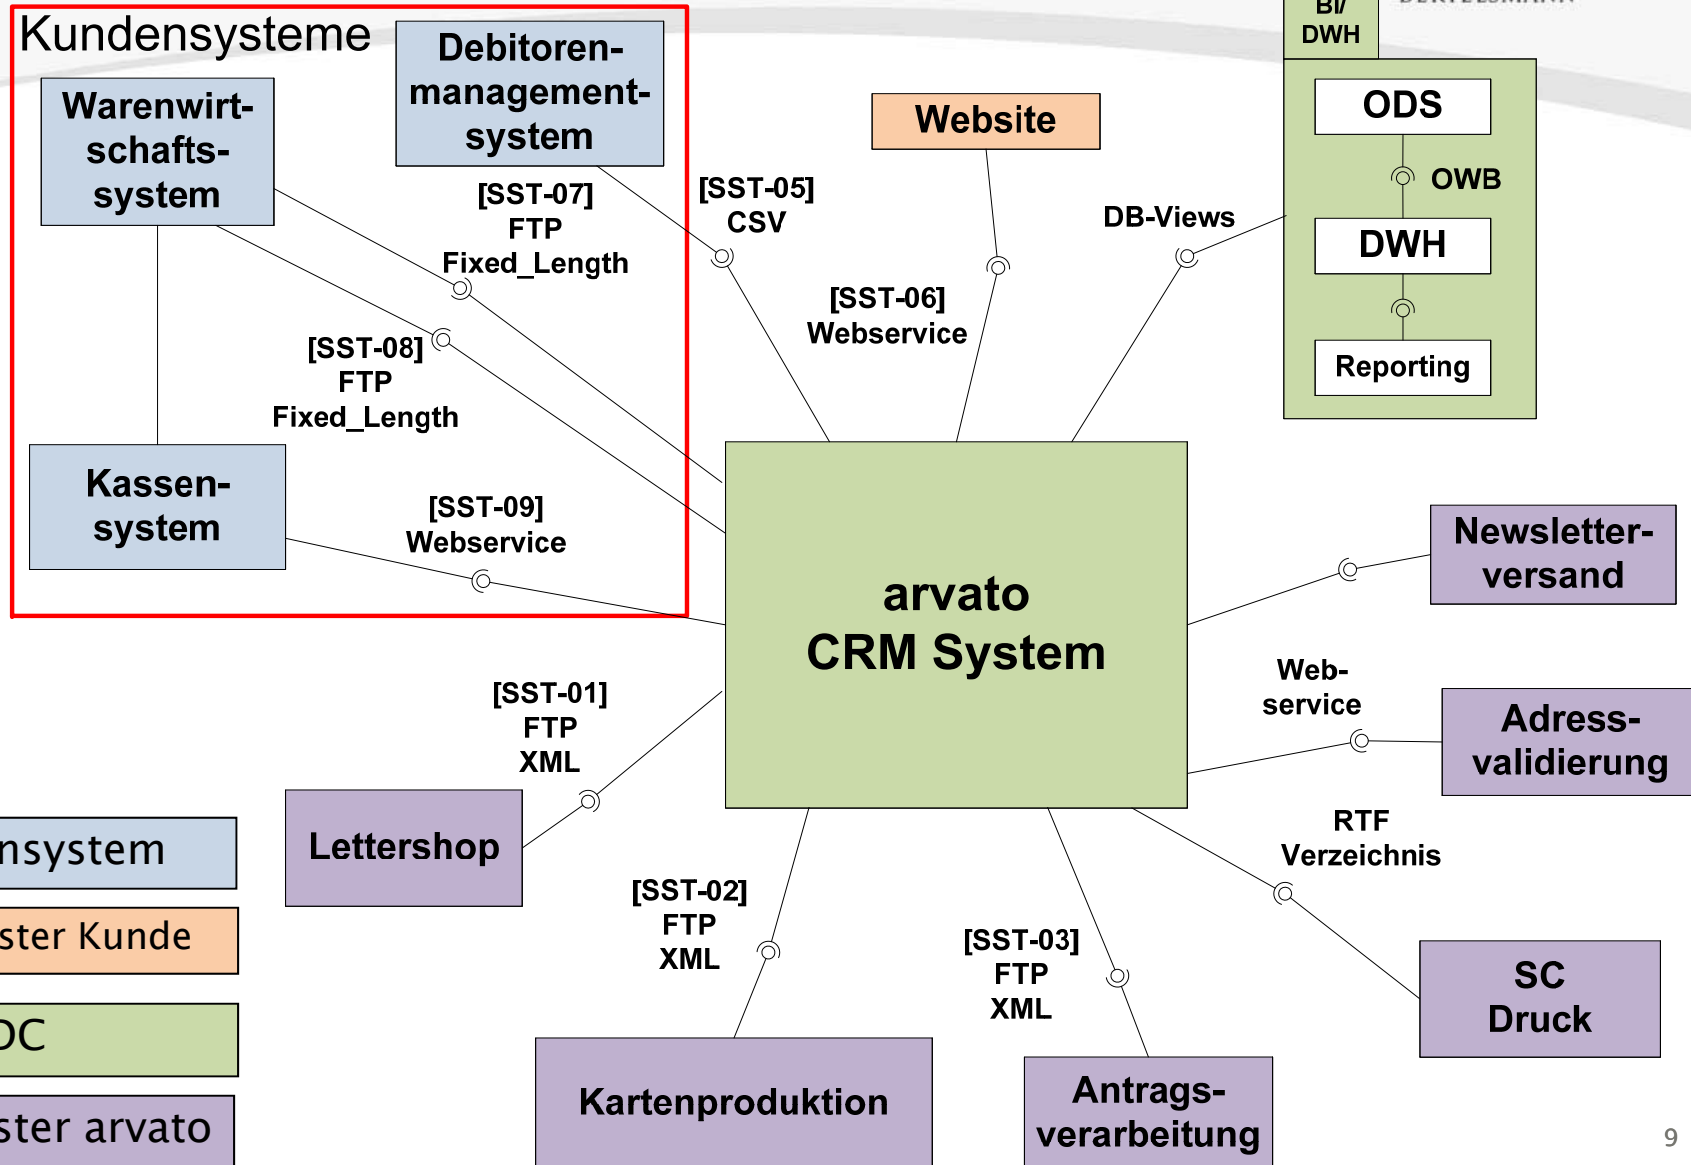 Kundensysteme
Debitoren-
management-
system
Warenwirt-
schafts-
system
Kassen-
system
[SST-07]
FTP
Fixed_Length
[SST-08]
FTP
Fixed_Length
[SST-09]
Webservice
[SST-05]
CSV
Website
[SST-06]
Webservice
DB-Views
BI/
DWH
ODS
OWB
DWH
Reporting
arvato
CRM System
Newsletter-
versand
Web-
service
Adress-
validierung
RTF
Verzeichnis
SC
Druck
[SST-01]
FTP
XML
Lettershop
[SST-02]
FTP
XML
Kartenproduktion
[SST-03]
FTP
XML
Antrags-
verarbeitung
nsystem
ster Kunde
DC
ster arvato
9